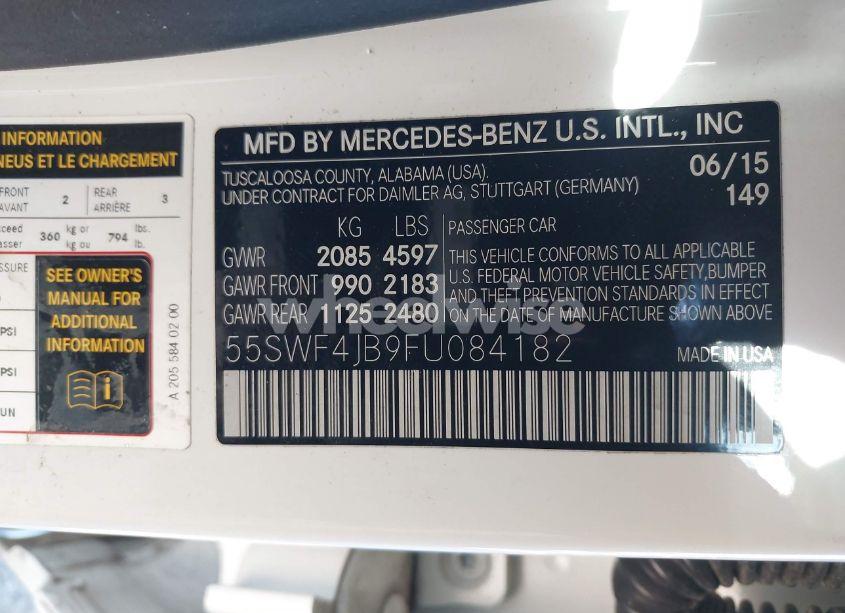 INFORMATION
NEUS ET LE CHARGEMENT
FRONT 2 REAR 3
AVANT ARRIÈRE
360 kg or 794 lbs.
kg ou lb.
SEE OWNER'S
MANUAL FOR
ADDITIONAL
INFORMATION
PSI
PSI
A 205 584 02 00
MFD BY MERCEDES-BENZ U.S. INTL., INC
TUSCALOOSA COUNTY, ALABAMA (USA). 06/15
UNDER CONTRACT FOR DAIMLER AG, STUTTGART (GERMANY) 149
KG LBS PASSENGER CAR
GVWR 2085 4597
GAWR FRONT 990 2183
GAWR REAR 1125 2480
THIS VEHICLE CONFORMS TO ALL APPLICABLE
U.S. FEDERAL MOTOR VEHICLE SAFETY,BUMPER
AND THEFT PREVENTION STANDARDS IN EFFECT
ON THE DATE OF MANUFACTURE SHOWN ABOVE
wheelwise
55SWF4JB9FU084182 MADE IN USA